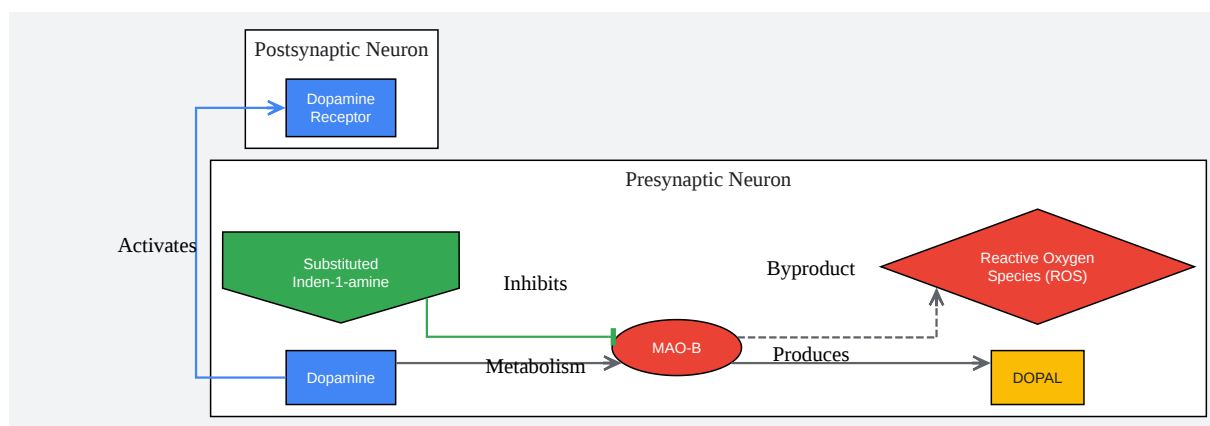 Postsynaptic Neuron
Dopamine
Receptor
Presynaptic Neuron
Activates
Substituted
Inden-1-amine
Inhibits
Byproduct
Reactive Oxygen
Species (ROS)
MAO-B
Metabolism
Produces
Dopamine
DOPAL